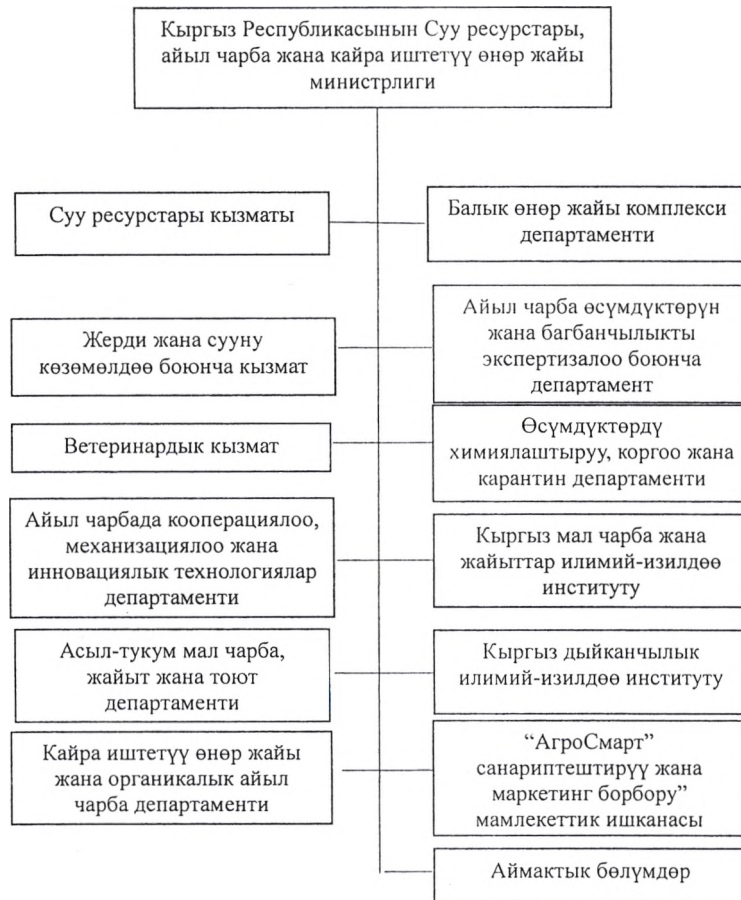 Кыргыз Республикасынын Суу ресурстары,
айыл чарба жана кайра иштетүү өнөр жайы
министрлиги
Суу ресурстары кызматы
Балык өнөр жайы комплекси
департаменти
Жерди жана сууну
көзөмөлдөө боюнча кызмат
Айыл чарба өсүмдүктөрүн
жана багбанчылыкты
экспертизалоо боюнча
департамент
Ветеринардык кызмат
Өсүмдүктөрдү
химиялаштыруу, коргоо жана
карантин департаменти
Айыл чарбада кооперациялоо,
механизациялоо жана
инновациялык технологиялар
департаменти
Кыргыз мал чарба жана
жайыттар илимий-изилдөө
институту
Асыл-тукум мал чарба,
жайыт жана тоют
департаменти
Кыргыз дыйканчылык
илимий-изилдөө институту
Кайра иштетүү өнөр жайы
жана органикалык айыл
чарба департаменти
“АгроСмарт”
санариптештирүү жана
маркетинг борбору”
мамлекеттик ишканасы
Аймактык бөлүмдөр